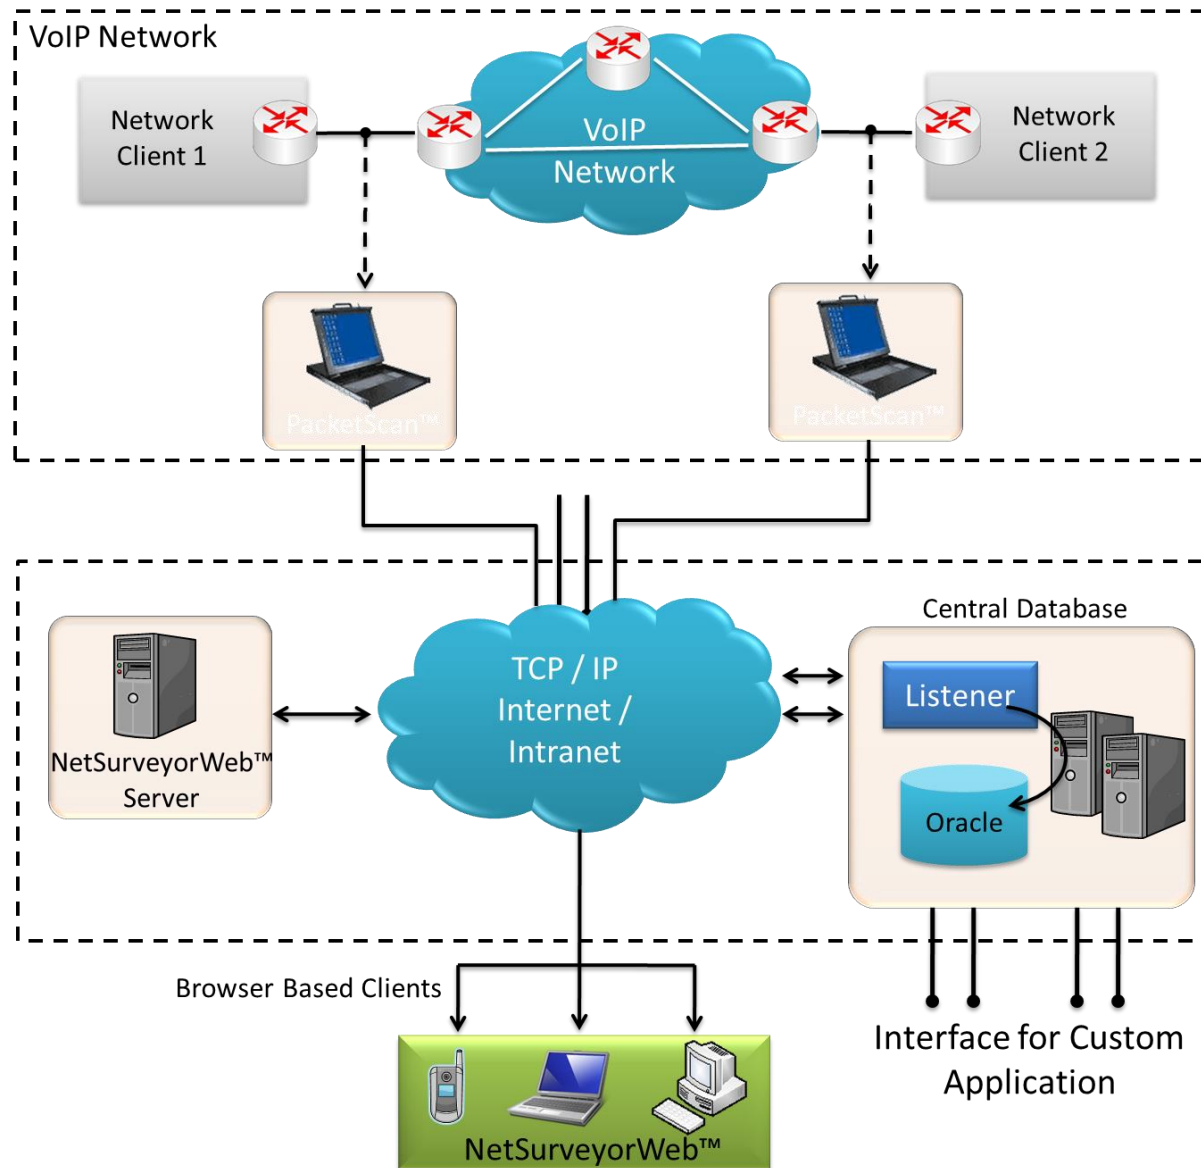 VoIP Network
Network
Client 1
VoIP
Network
Network
Client 2
PacketScan™
PacketScan™
Central Database
TCP / IP
Internet /
Intranet
Listener
Oracle
NetSurveyorWeb™
Server
Browser Based Clients
Interface for Custom
Application
NetSurveyorWeb™